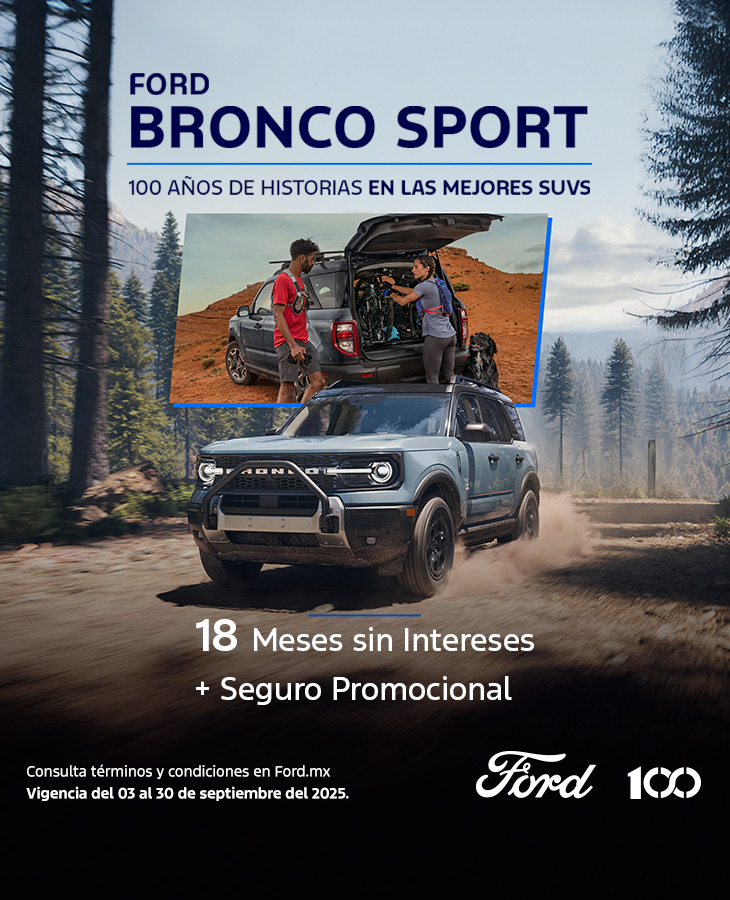 FORD
BRONCO SPORT
100 AÑOS DE HISTORIAS EN LAS MEJORES SUVS
BRONCO
18 Meses sin Intereses
+ Seguro Promocional
Consulta términos y condiciones en Ford.mx
Vigencia del 03 al 30 de septiembre del 2025.
Ford 100